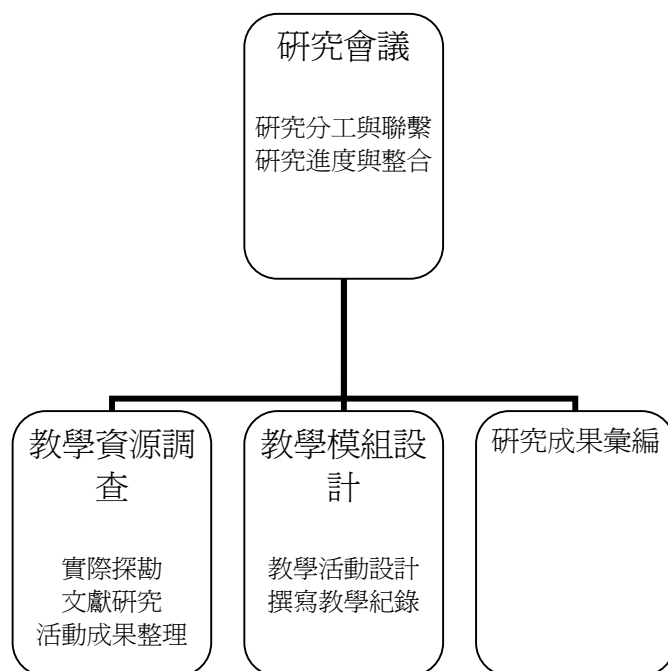 研究會議
研究分工與聯繫
研究進度與整合
教學資源調
查
實際探勘
文獻研究
活動成果整理
教學模組設
計
教學活動設計
撰寫教學紀錄
研究成果彙編